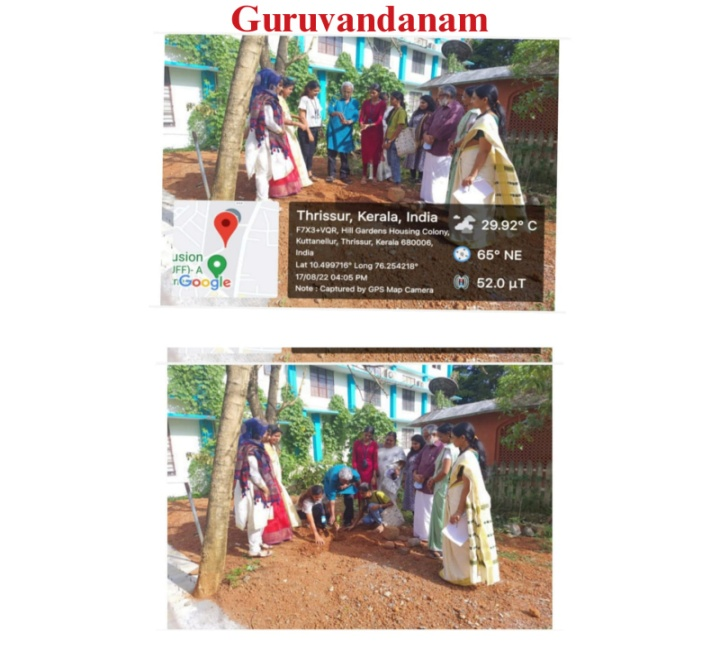 Guruvandanam
Thrissur, Kerala, India
F7X3+VQR, Hill Gardens Housing Colony,
Kuttanellur, Thrissur, Kerala 680006,
India
Lat 10.499716° Long 76.254218°
17/08/22 04:05 PM
Note : Captured by GPS Map Camera
29.92° C
65° NE
52.0 µT
usion
JFF)- A
Google